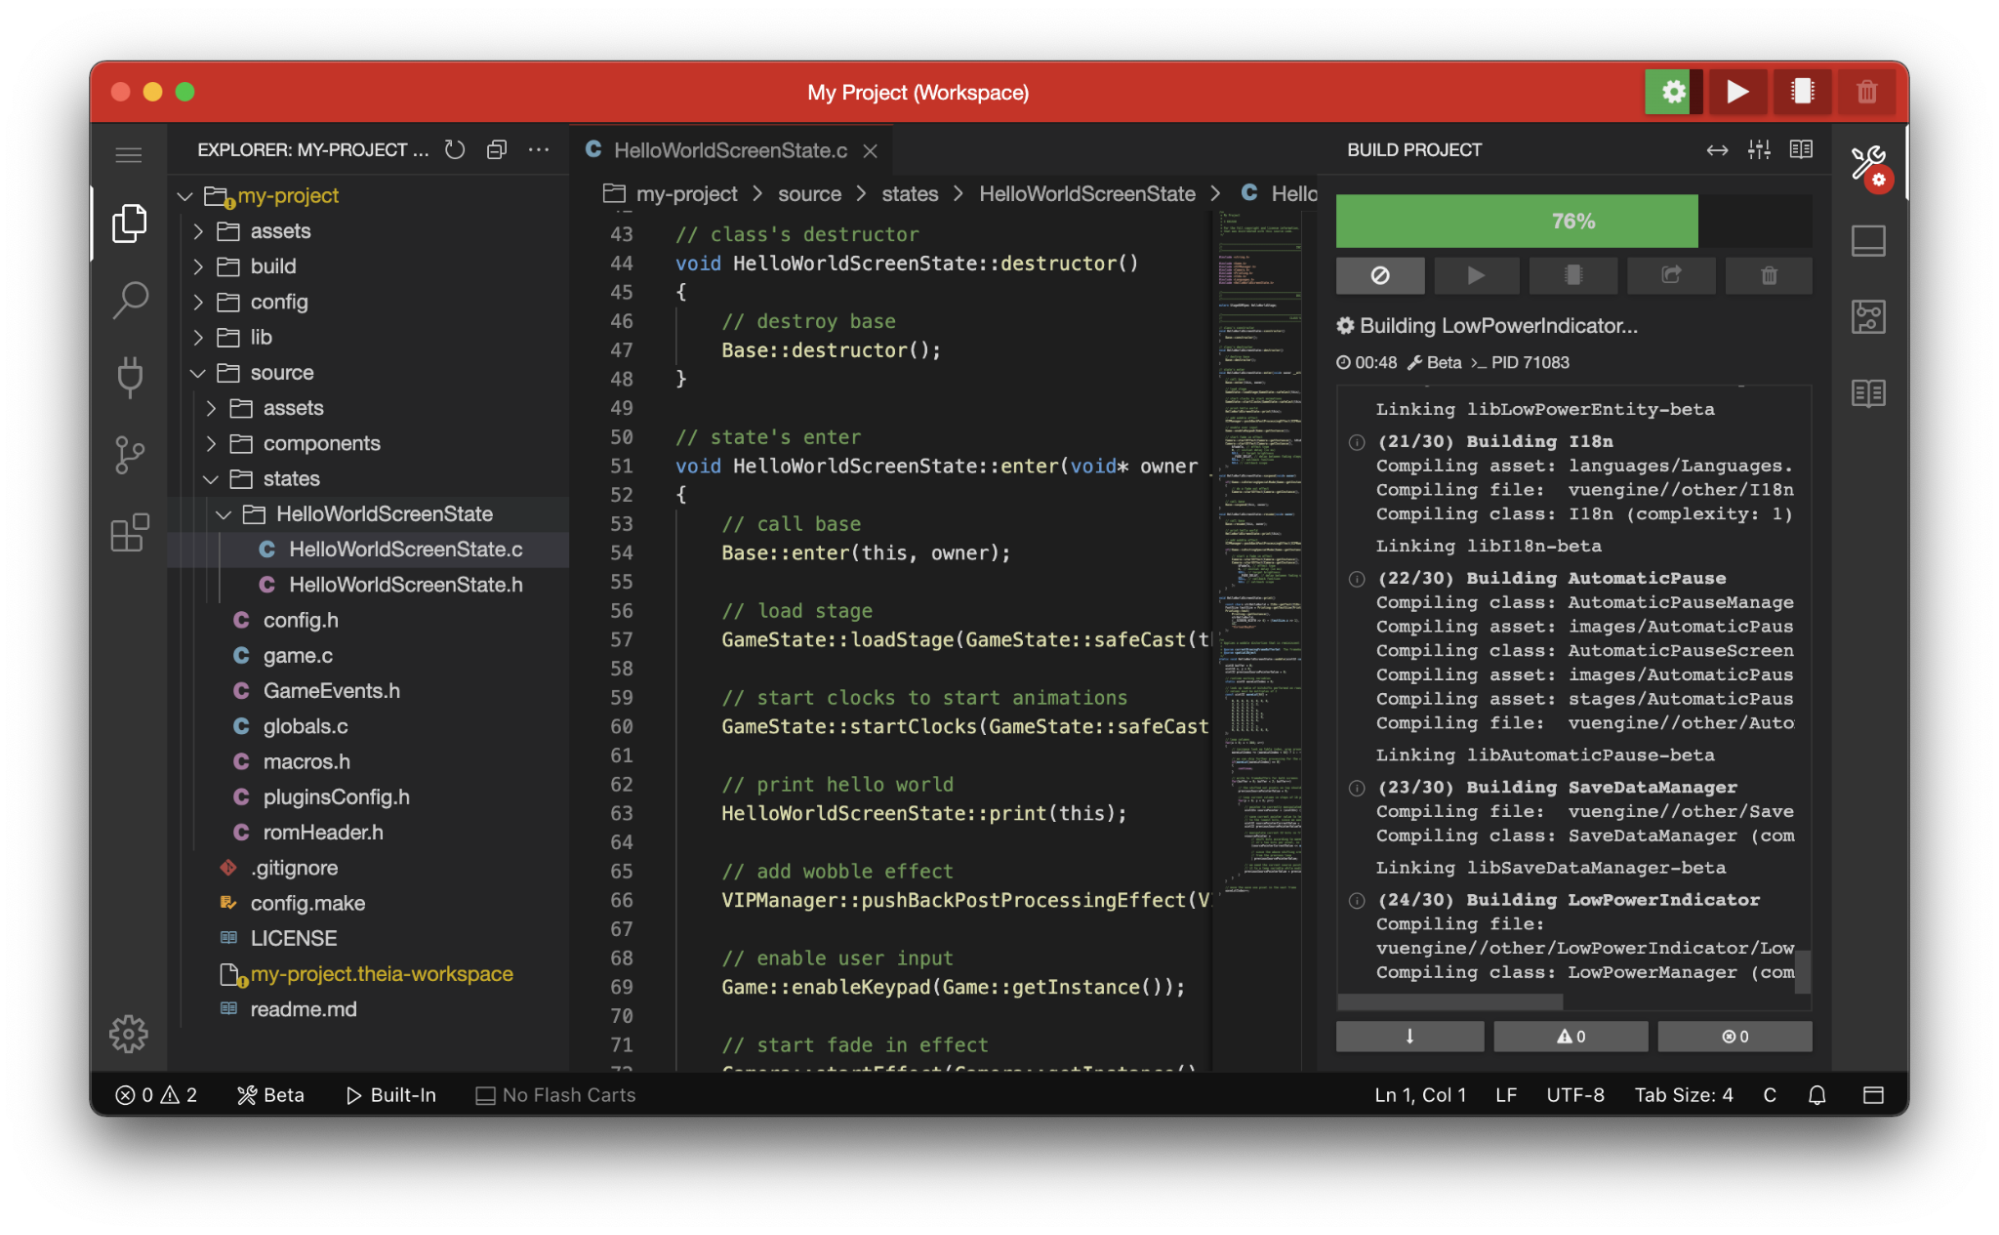 My Project (Workspace)
EXPLORER: MY-PROJECT ...
my-project
assets
build
config
lib
source
assets
components
states
HelloWorldScreenState
HelloWorldScreenState.c
HelloWorldScreenState.h
config.h
game.c
GameEvents.h
globals.c
macros.h
pluginsConfig.h
romHeader.h
.gitignore
config.make
LICENSE
my-project.theia-workspace
readme.md
HelloWorldScreenState.c
my-project > source > states > HelloWorldScreenState > C Hello
43 // class's destructor
44 void HelloWorldScreenState::destructor()
45 {
46 // destroy base
47 Base::destructor();
48 }
49
50 // state's enter
51 void HelloWorldScreenState::enter(void* owner
52 {
53 // call base
54 Base::enter(this, owner);
55
56 // load stage
57 GameState::loadStage(GameState::safeCast(th
58
59 // start clocks to start animations
60 GameState::startClocks(GameState::safeCast
61
62 // print hello world
63 HelloWorldScreenState::print(this);
64
65 // add wobble effect
66 VIPManager::pushBackPostProcessingEffect(V
67
68 // enable user input
69 Game::enableKeypad(Game::getInstance());
70
71 // start fade in effect
BUILD PROJECT
76%
Building LowPowerIndicator...
00:48 Beta >_ PID 71083
Linking libLowPowerEntity-beta
(21/30) Building I18n
Compiling asset: languages/Languages.
Compiling file: vuengine//other/I18n
Compiling class: I18n (complexity: 1)
Linking libI18n-beta
(22/30) Building AutomaticPause
Compiling class: AutomaticPauseManage
Compiling asset: images/AutomaticPaus
Compiling class: AutomaticPauseScreen
Compiling asset: images/AutomaticPaus
Compiling asset: stages/AutomaticPaus
Compiling file: vuengine//other/Auto
Linking libAutomaticPause-beta
(23/30) Building SaveDataManager
Compiling file: vuengine//other/Save
Compiling class: SaveDataManager (com
Linking libSaveDataManager-beta
(24/30) Building LowPowerIndicator
Compiling file:
vuengine//other/LowPowerIndicator/Low
Compiling class: LowPowerManager (com
0
0
0 2 Beta Built-In No Flash Carts Ln 1, Col 1 LF UTF-8 Tab Size: 4 C